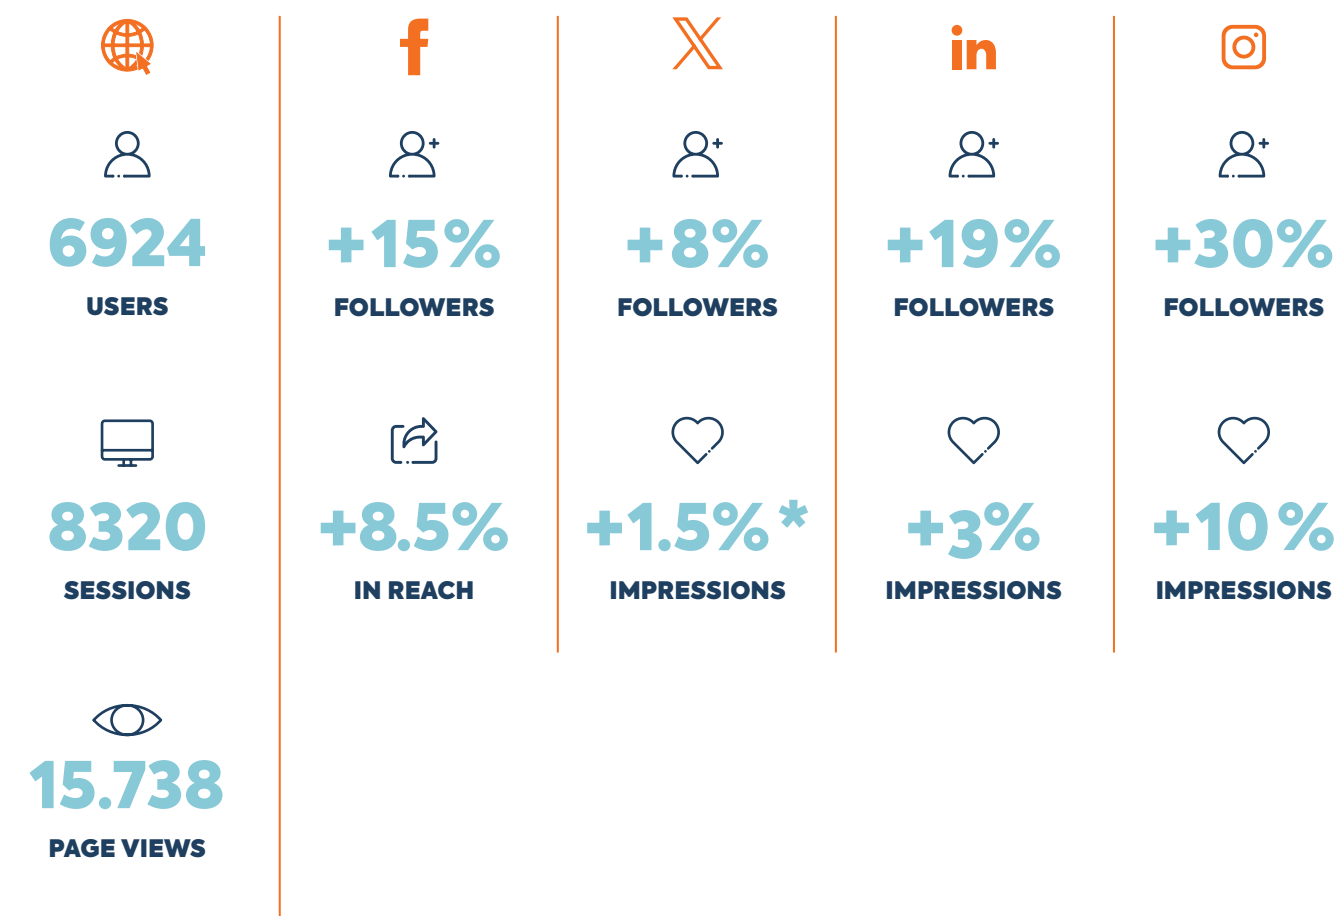 6924
USERS
8320
SESSIONS
15.738
PAGE VIEWS
+15%
FOLLOWERS
+8.5%
IN REACH
+8%
FOLLOWERS
+1.5% *
IMPRESSIONS
+19%
FOLLOWERS
+3%
IMPRESSIONS
+30%
FOLLOWERS
+10%
IMPRESSIONS